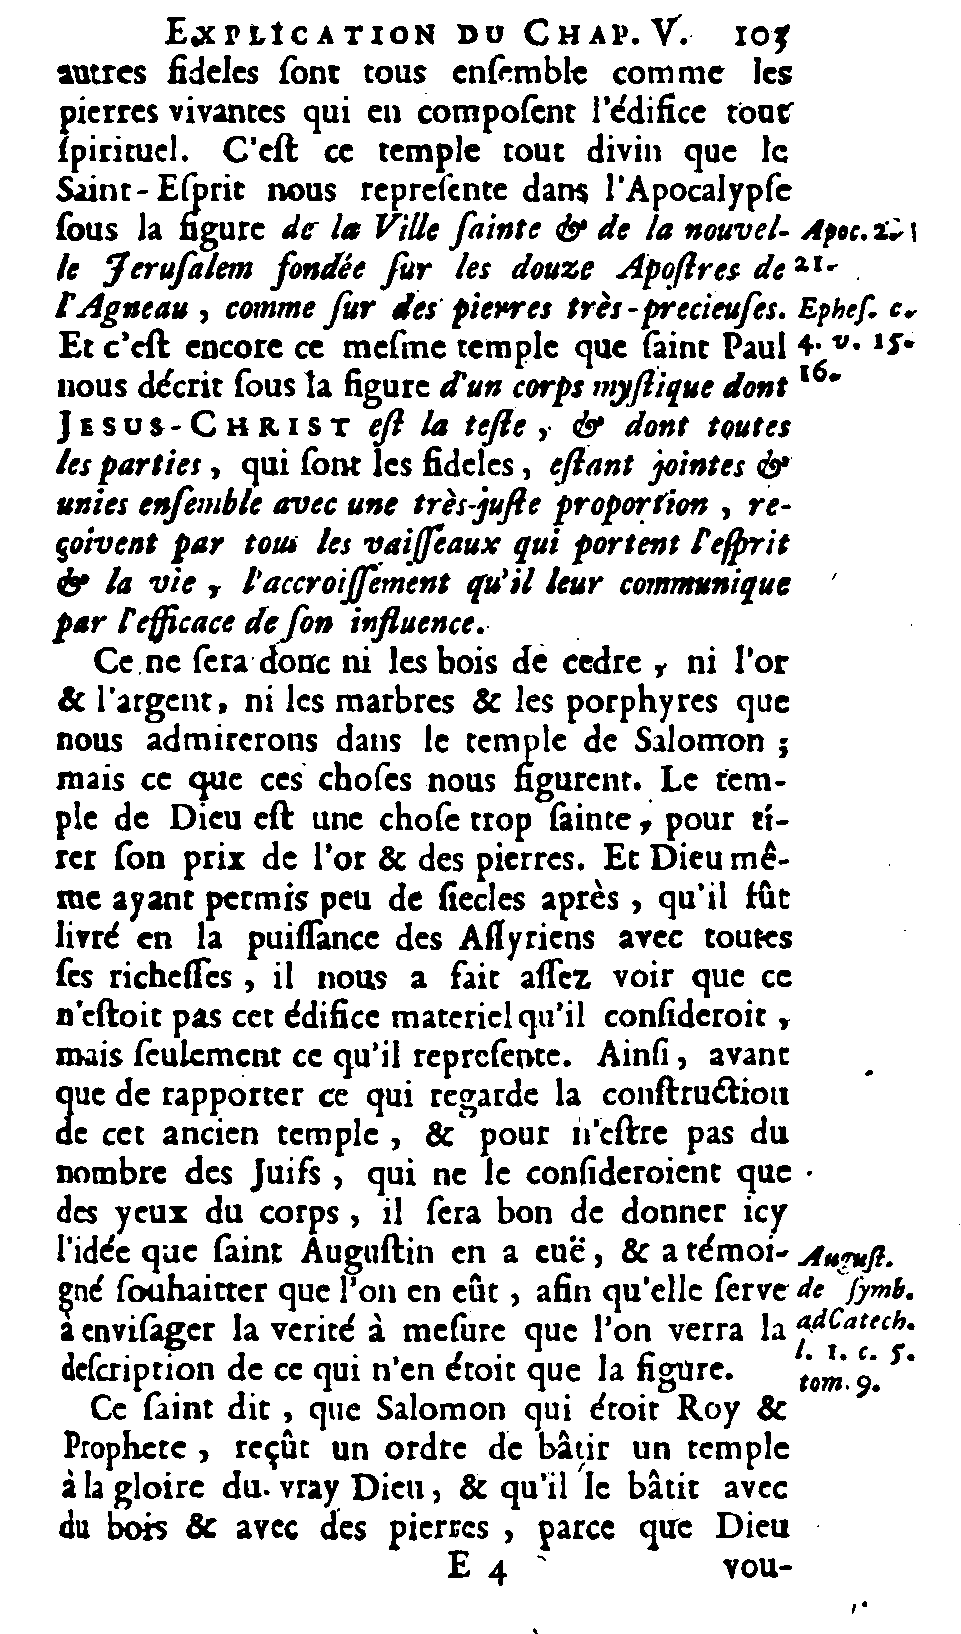 EXPLICATION DU CHAP. V. 105
autres fideles ſont tous enſemble comme les
pierres vivantes qui en compoſent l'édifice tout
ſpirituel. C'eſt ce temple tout divin que le
Saint-Eſprit nous repreſente dans l'Apocalypſe
ſous la figure de la Ville ſainte & de la nouvel-
le Jeruſalem fondée ſur les douze Apoſtres de
l'Agneau, comme ſur des pierres très-precieuſes.
Et c'eſt encore ce meſme temple que ſaint Paul
nous décrit ſous la figure d'un corps myſtique dont
JESUS-CHRIST eſt la teſte, & dont toutes
les parties, qui ſont les fideles, eſtant jointes &
unies enſemble avec une très-juſte proportion, re-
çoivent par tous les vaiſſeaux qui portent l'eſprit
& la vie, l'accroiſſement qu'il leur communique
par l'efficace de ſon influence.
Apoc. 2. 1
21.
Epheſ. c.
4. v. 15.
16.
Ce ne ſera donc ni les bois de cedre, ni l'or
& l'argent, ni les marbres & les porphyres que
nous admirerons dans le temple de Salomon ;
mais ce que ces choſes nous figurent. Le tem-
ple de Dieu eſt une choſe trop ſainte, pour ti-
rer ſon prix de l'or & des pierres. Et Dieu mê-
me ayant permis peu de ſiecles après, qu'il fût
livré en la puiſſance des Aſſyriens avec toutes
ſes richeſſes, il nous a fait aſſez voir que ce
n'eſtoit pas cet édifice materiel qu'il conſideroit,
mais ſeulement ce qu'il repreſente. Ainſi, avant
que de rapporter ce qui regarde la conſtruction
de cet ancien temple, & pour n'eſtre pas du
nombre des Juifs, qui ne le conſideroient que
des yeux du corps, il ſera bon de donner icy
l'idée que ſaint Auguſtin en a euë, & a témoi-
gné ſouhaitter que l'on en eût, afin qu'elle ſerve
à enviſager la verité à meſure que l'on verra la
deſcription de ce qui n'en étoit que la figure.
Auguſt.
de ſymb.
ad Catech.
l. 1. c. 5.
tom. 9.
Ce ſaint dit, que Salomon qui étoit Roy &
Prophete, reçût un ordre de bâtir un temple
à la gloire du vray Dieu, & qu'il le bâtit avec
du bois & avec des pierres, parce que Dieu
E 4 vou-